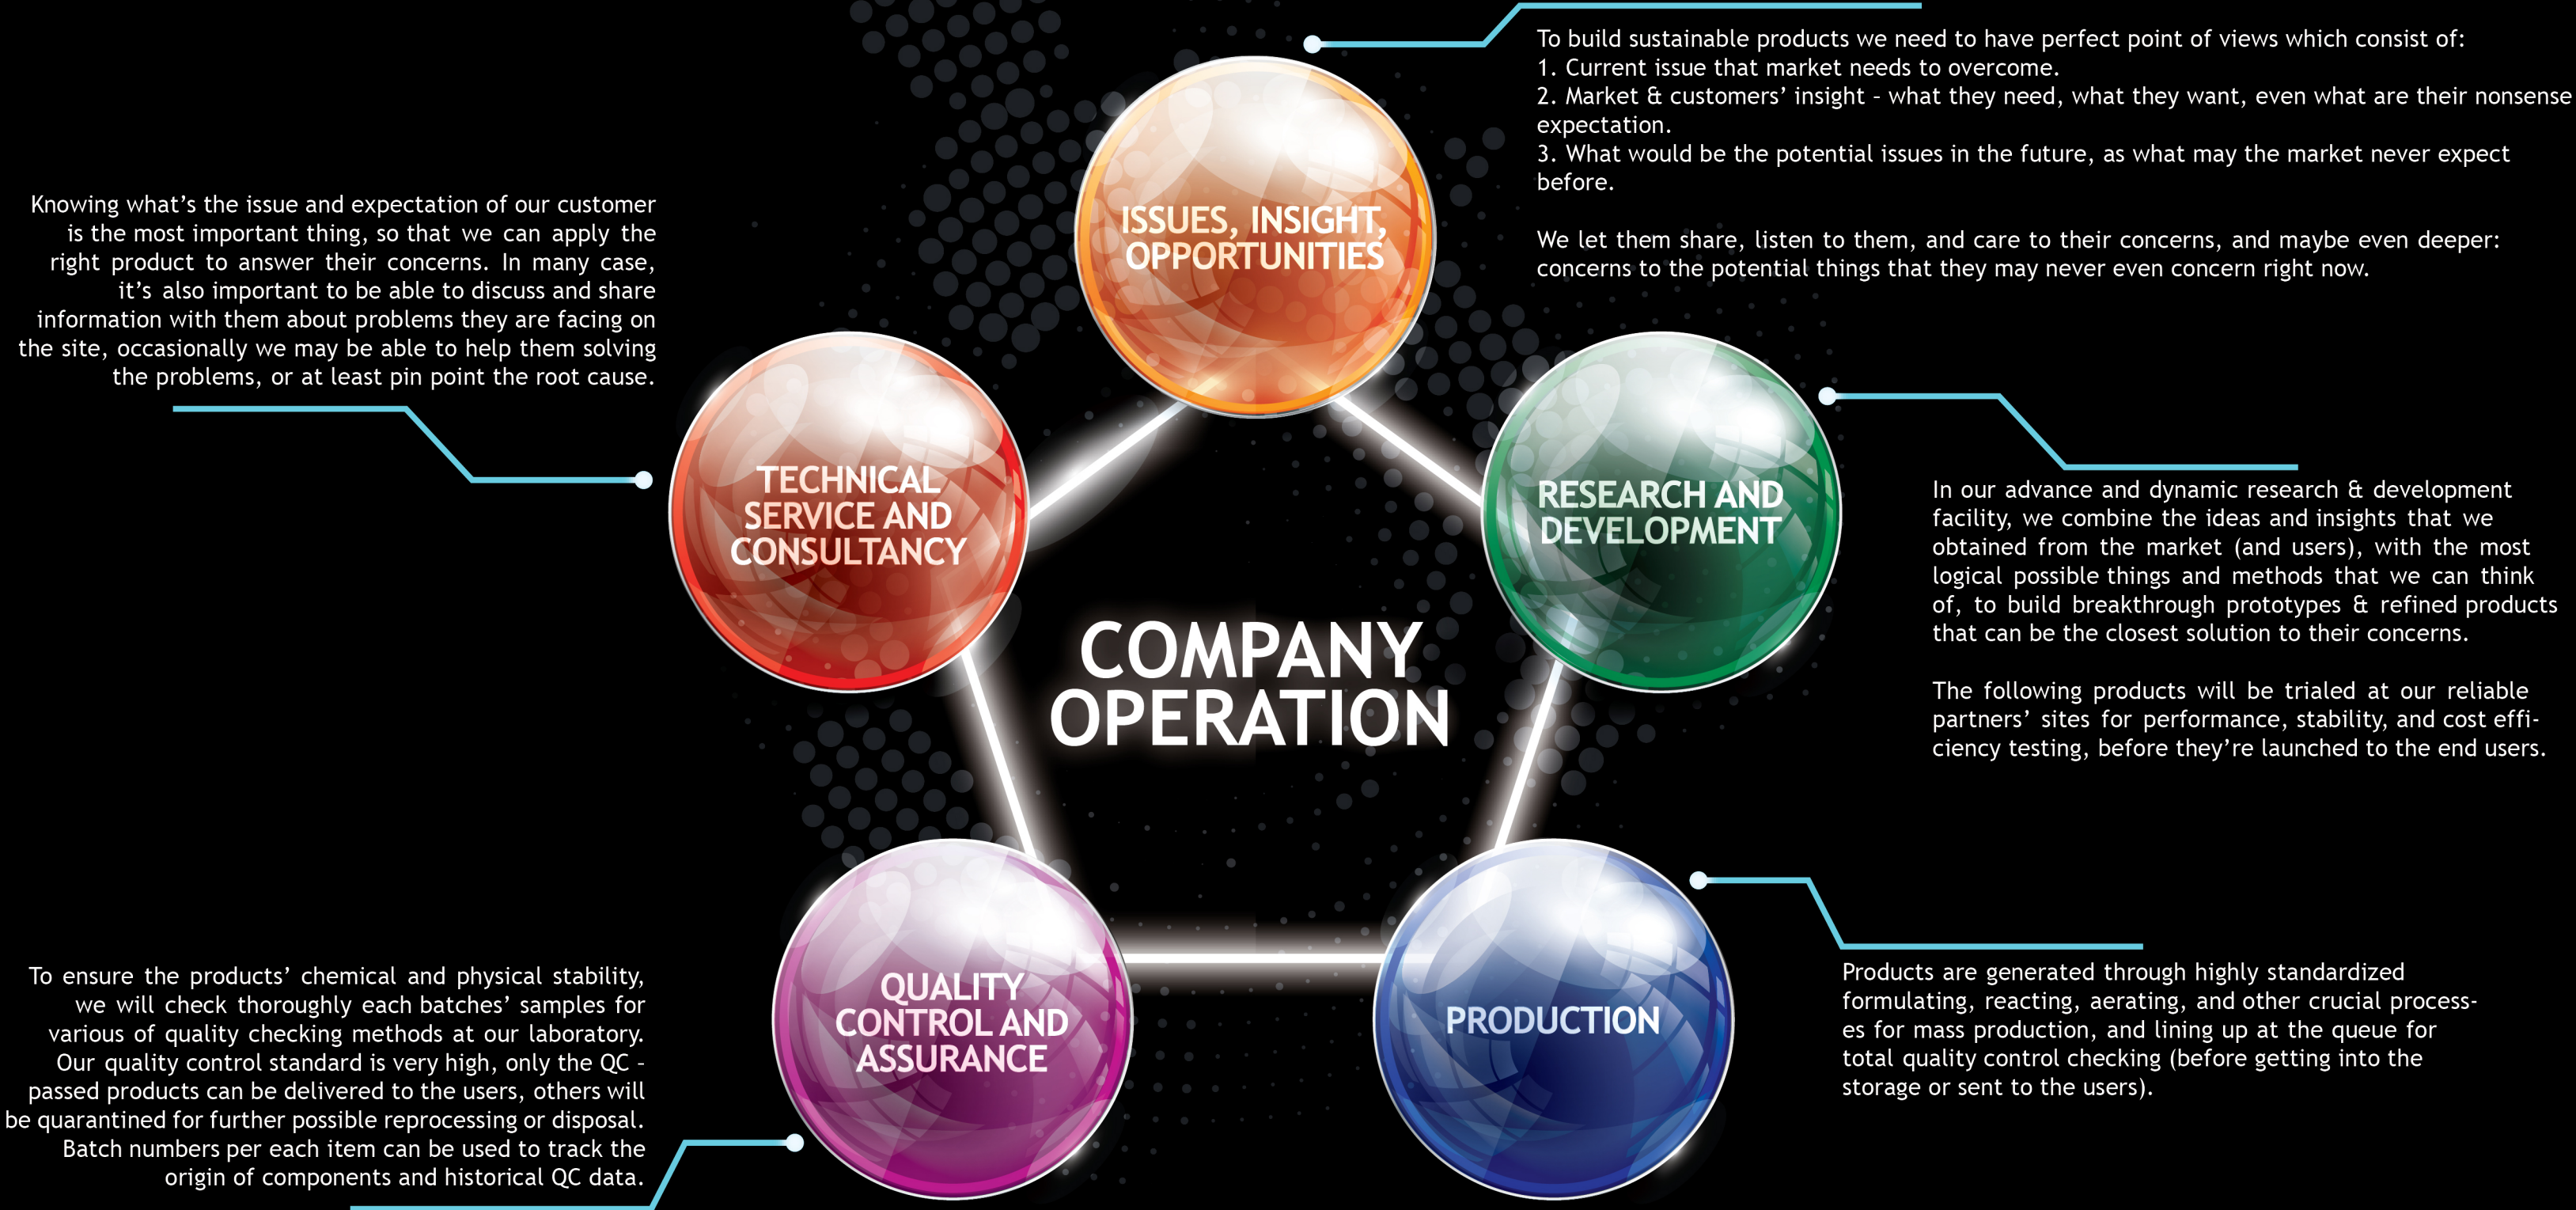 To build sustainable products we need to have perfect point of views which consist of:
1. Current issue that market needs to overcome.
2. Market & customers’ insight – what they need, what they want, even what are their nonsense
expectation.
3. What would be the potential issues in the future, as what may the market never expect
before.
We let them share, listen to them, and care to their concerns, and maybe even deeper:
concerns to the potential things that they may never even concern right now.
ISSUES, INSIGHT,
OPPORTUNITIES
Knowing what’s the issue and expectation of our customer
is the most important thing, so that we can apply the
right product to answer their concerns. In many case,
it’s also important to be able to discuss and share
information with them about problems they are facing on
the site, occasionally we may be able to help them solving
the problems, or at least pin point the root cause.
TECHNICAL
SERVICE AND
CONSULTANCY
RESEARCH AND
DEVELOPMENT
In our advance and dynamic research & development
facility, we combine the ideas and insights that we
obtained from the market (and users), with the most
logical possible things and methods that we can think
of, to build breakthrough prototypes & refined products
that can be the closest solution to their concerns.
The following products will be trialed at our reliable
partners’ sites for performance, stability, and cost effi-
ciency testing, before they’re launched to the end users.
COMPANY
OPERATION
To ensure the products’ chemical and physical stability,
we will check thoroughly each batches’ samples for
various of quality checking methods at our laboratory.
Our quality control standard is very high, only the QC –
passed products can be delivered to the users, others will
be quarantined for further possible reprocessing or disposal.
Batch numbers per each item can be used to track the
origin of components and historical QC data.
QUALITY
CONTROL AND
ASSURANCE
PRODUCTION
Products are generated through highly standardized
formulating, reacting, aerating, and other crucial process-
es for mass production, and lining up at the queue for
total quality control checking (before getting into the
storage or sent to the users).